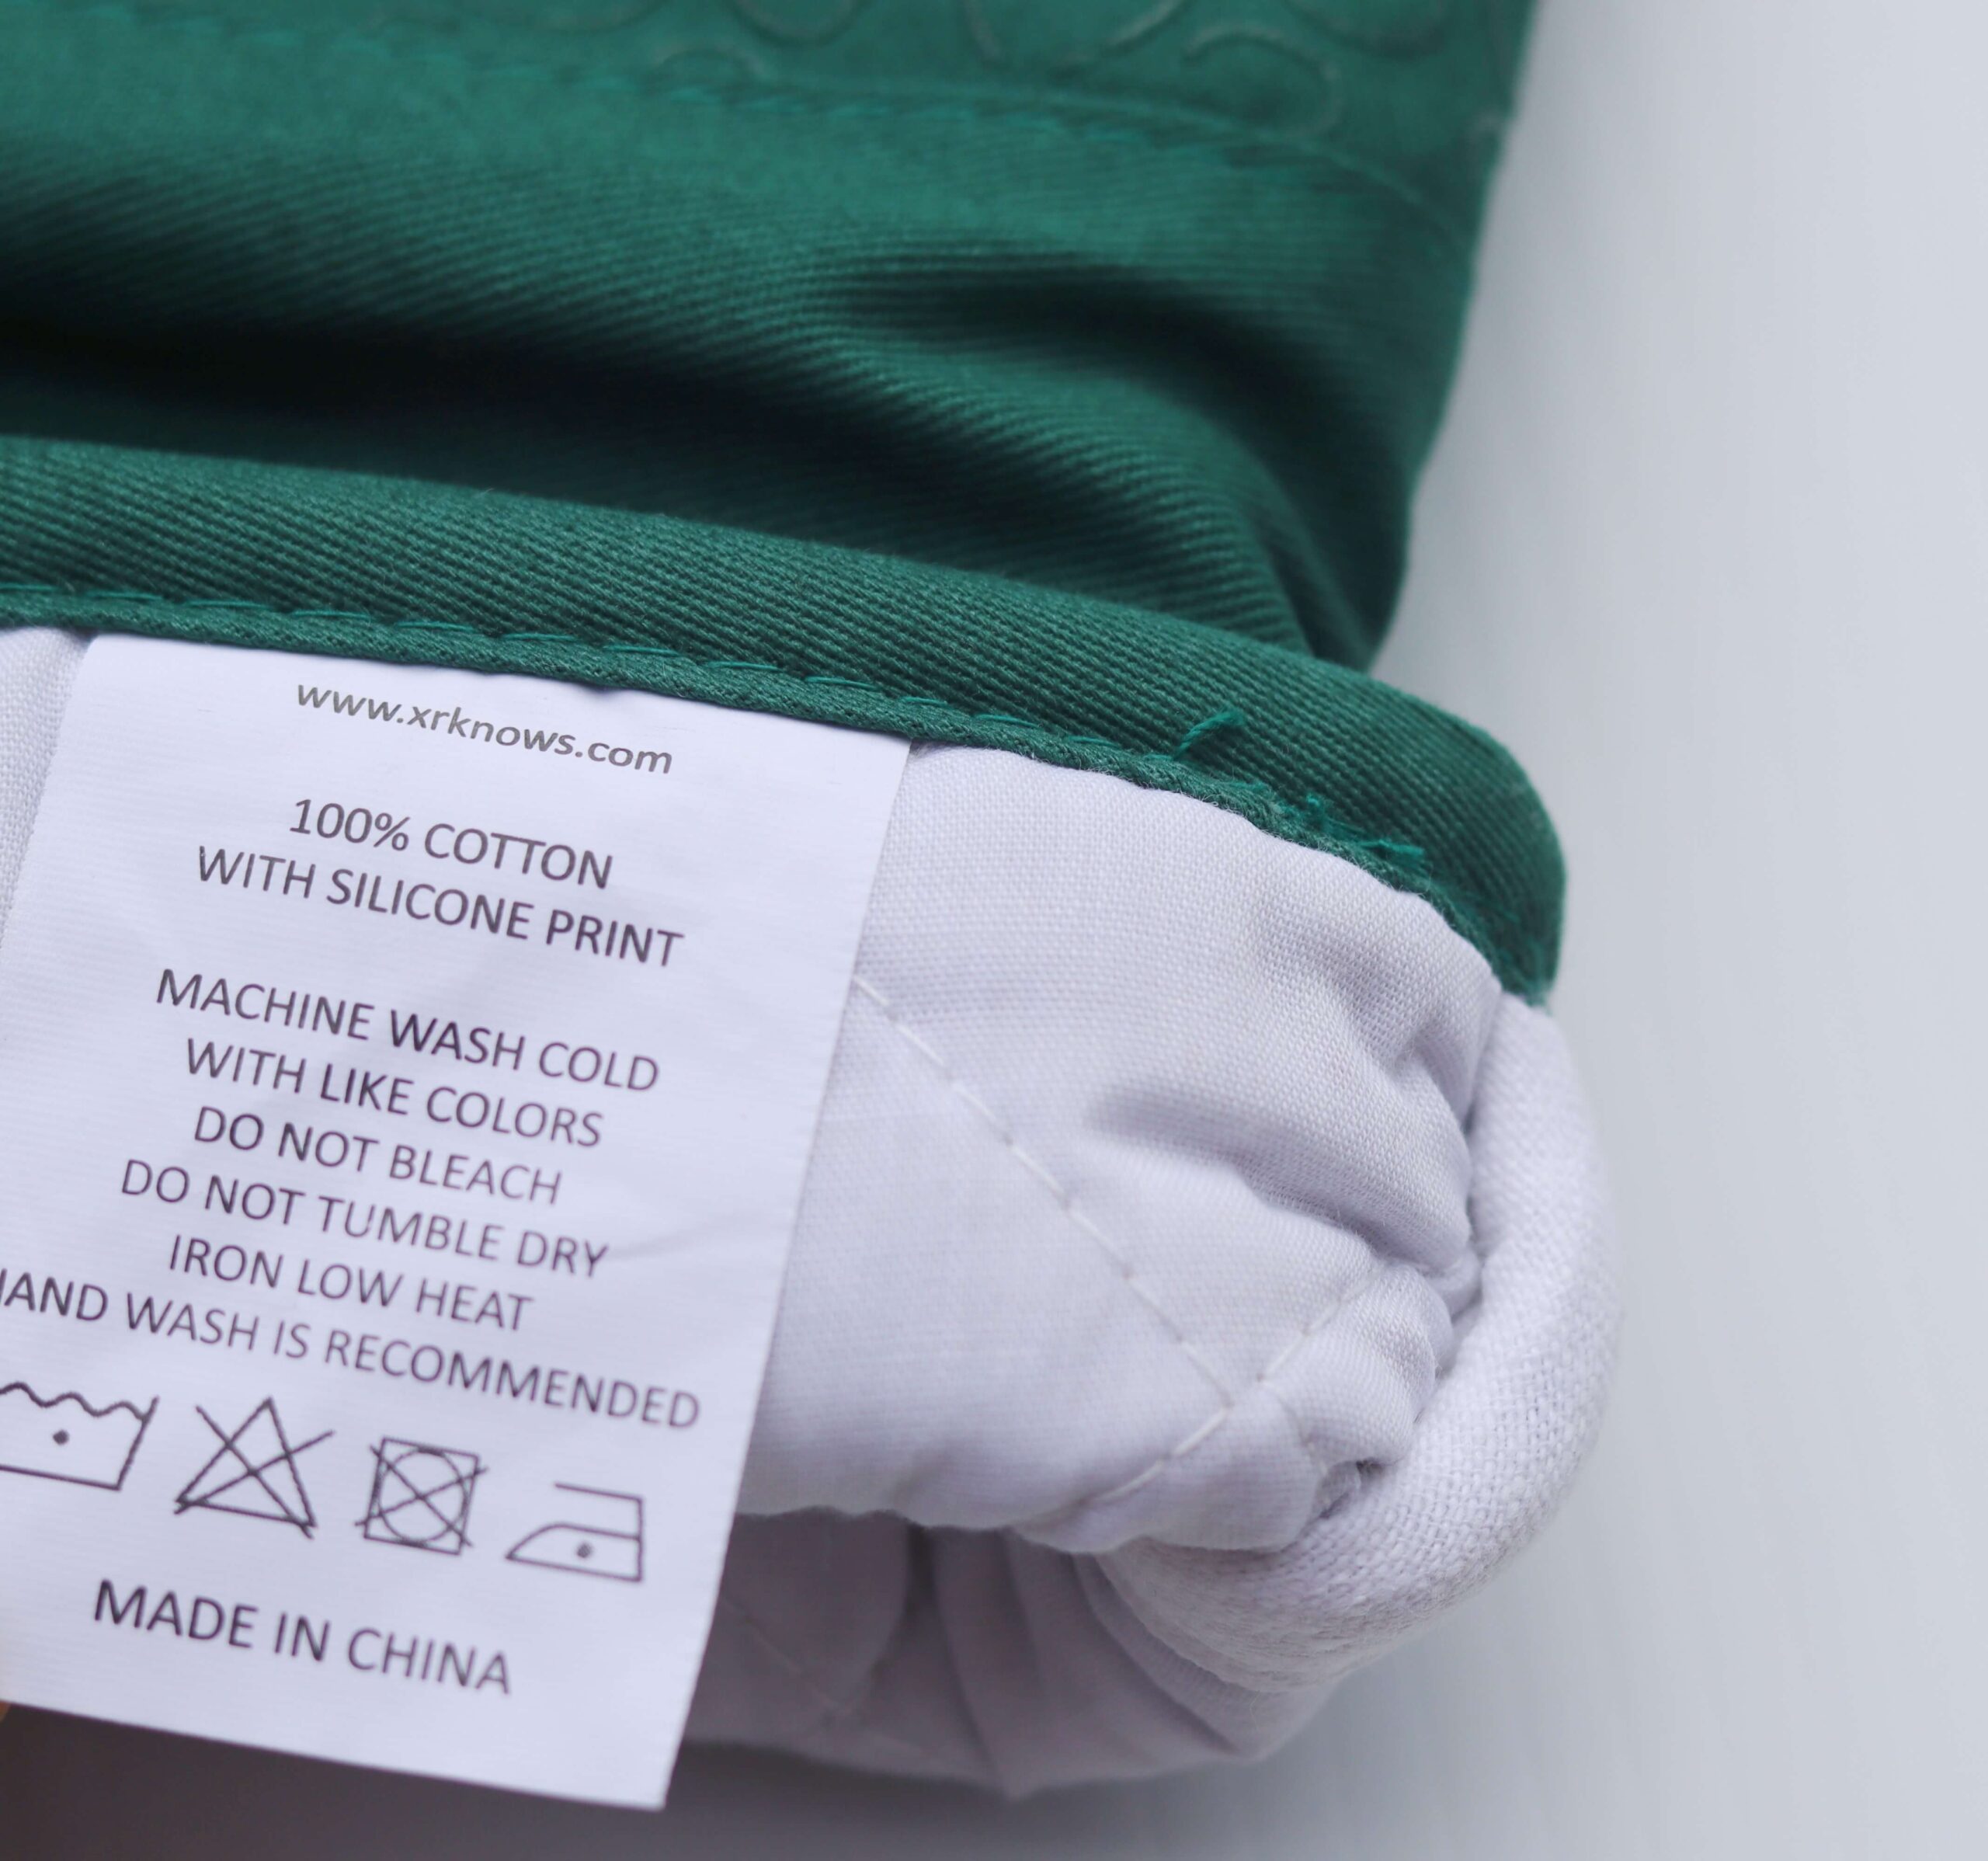 www.xrknows.com
100% COTTON
WITH SILICONE PRINT
MACHINE WASH COLD
WITH LIKE COLORS
DO NOT BLEACH
DO NOT TUMBLE DRY
IRON LOW HEAT
HAND WASH IS RECOMMENDED
MADE IN CHINA